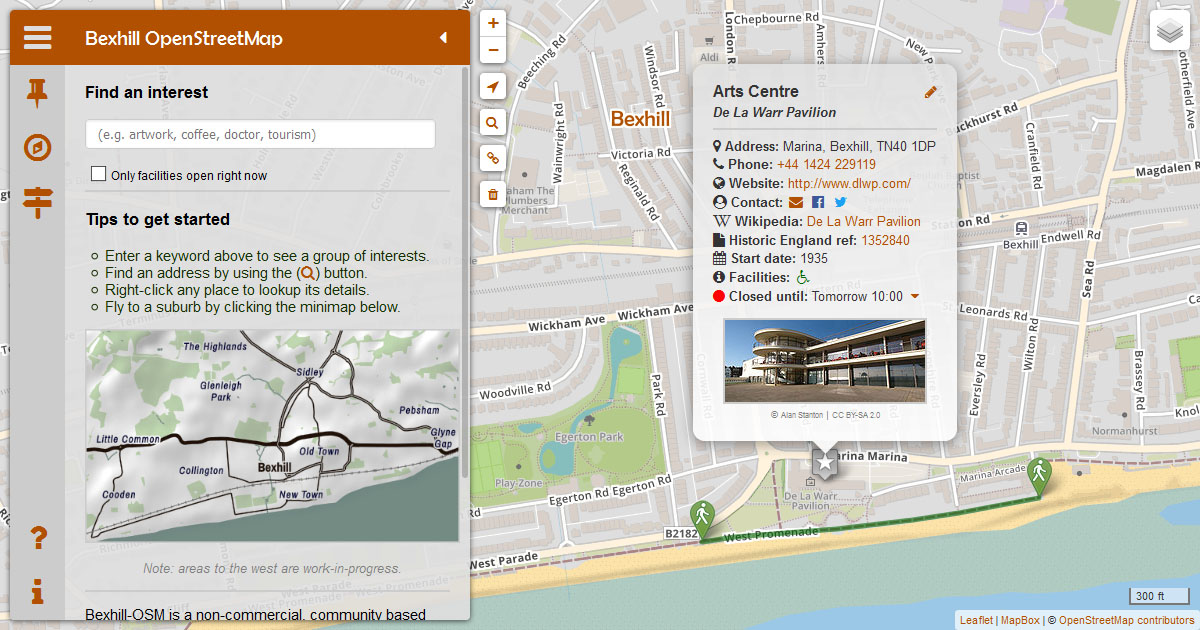 Bexhill OpenStreetMap
Find an interest
(e.g. artwork, coffee, doctor, tourism)
Only facilities open right now
Tips to get started
Enter a keyword above to see a group of interests.
Find an address by using the ( ) button.
Right-click any place to lookup its details.
Fly to a suburb by clicking the minimap below.
The Highlands
Sidley
Glenleigh
Park
Pebsham
Glyne
Gap
Little Common
Old Town
Collington
Bexhill
Cooden
New Town
Note: areas to the west are work-in-progress.
Bexhill-OSM is a non-commercial, community based
?
i
+
−
Chepbourne Rd
London Rd
Amhers
Aldi
Beeching Rd
Windsor Rd
New
Bexhill
Wainwright Rd
Victoria Rd
Reginald Rd
Plumbers
Merchant
Arts Centre
De La Warr Pavilion
Address: Marina, Bexhill, TN40 1DP
Phone: +44 1424 229119
Website: http://www.dlwp.com/
Contact:
Wikipedia: De La Warr Pavilion
Historic England ref: 1352840
Start date: 1935
Facilities:
Closed until: Tomorrow 10:00
© Alan Stanton | CC BY-SA 2.0
uckhurst Rd
Cranfield Rd
Magdalen R
Baptist
Rd
Bexhill
Endwell Rd
Sea Rd
St. Leonards Rd
Wilton Rd
Eversley Rd
Brassey Rd
Normanhurst
Wickham Ave
Wickham Ave
Woodville Rd
Park Rd
Cornwall Rd
Egerton Park
Play-Zone
Egerton Rd
Egerton Rd
arina
Marina
Marina Arcade
De La Warr
Pavilion
B2182
West Promenade
West Parade
300 ft
Leaflet | MapBox | © OpenStreetMap contributors